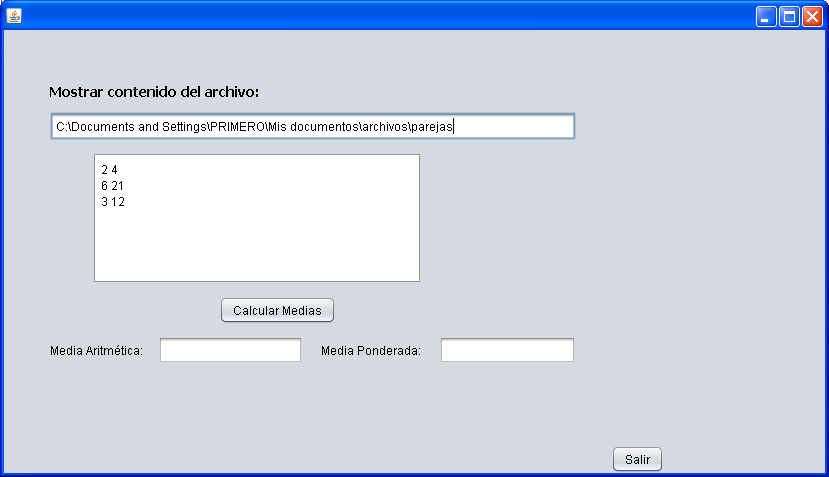 Mostrar contenido del archivo:
C:\Documents and Settings\PRIMERO\Mis documentos\archivos\parejas
2 4
6 21
3 12
Calcular Medias
Media Aritmética:
Media Ponderada:
Salir